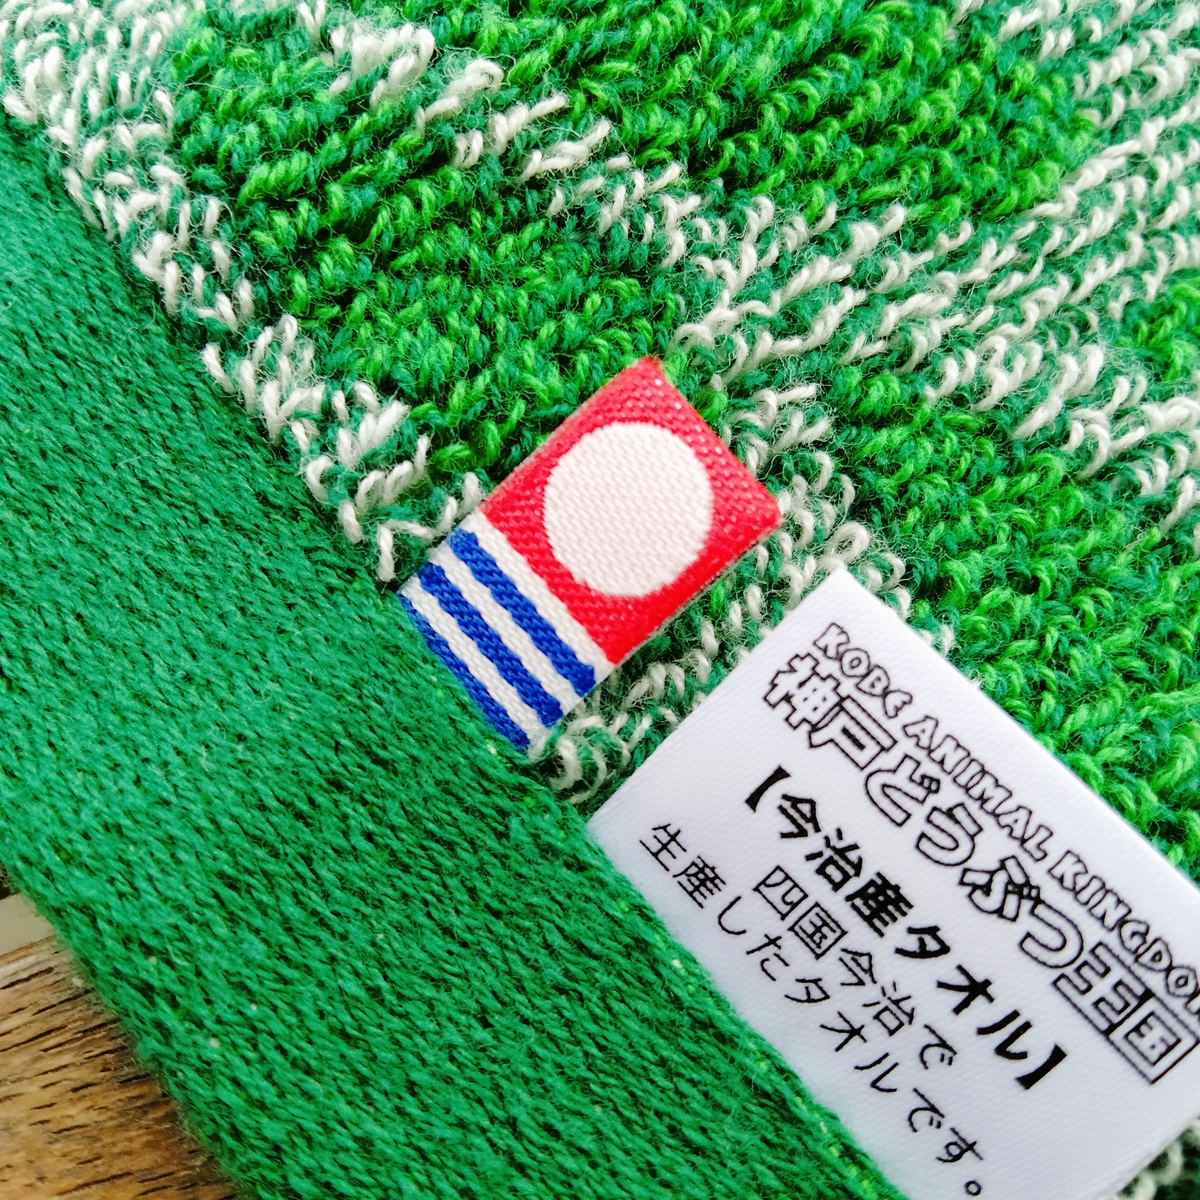 KOBE ANIMAL KINGDO
神戸どうぶつ王国
【今治産タオル】
四国今治で
生産したタオルです。